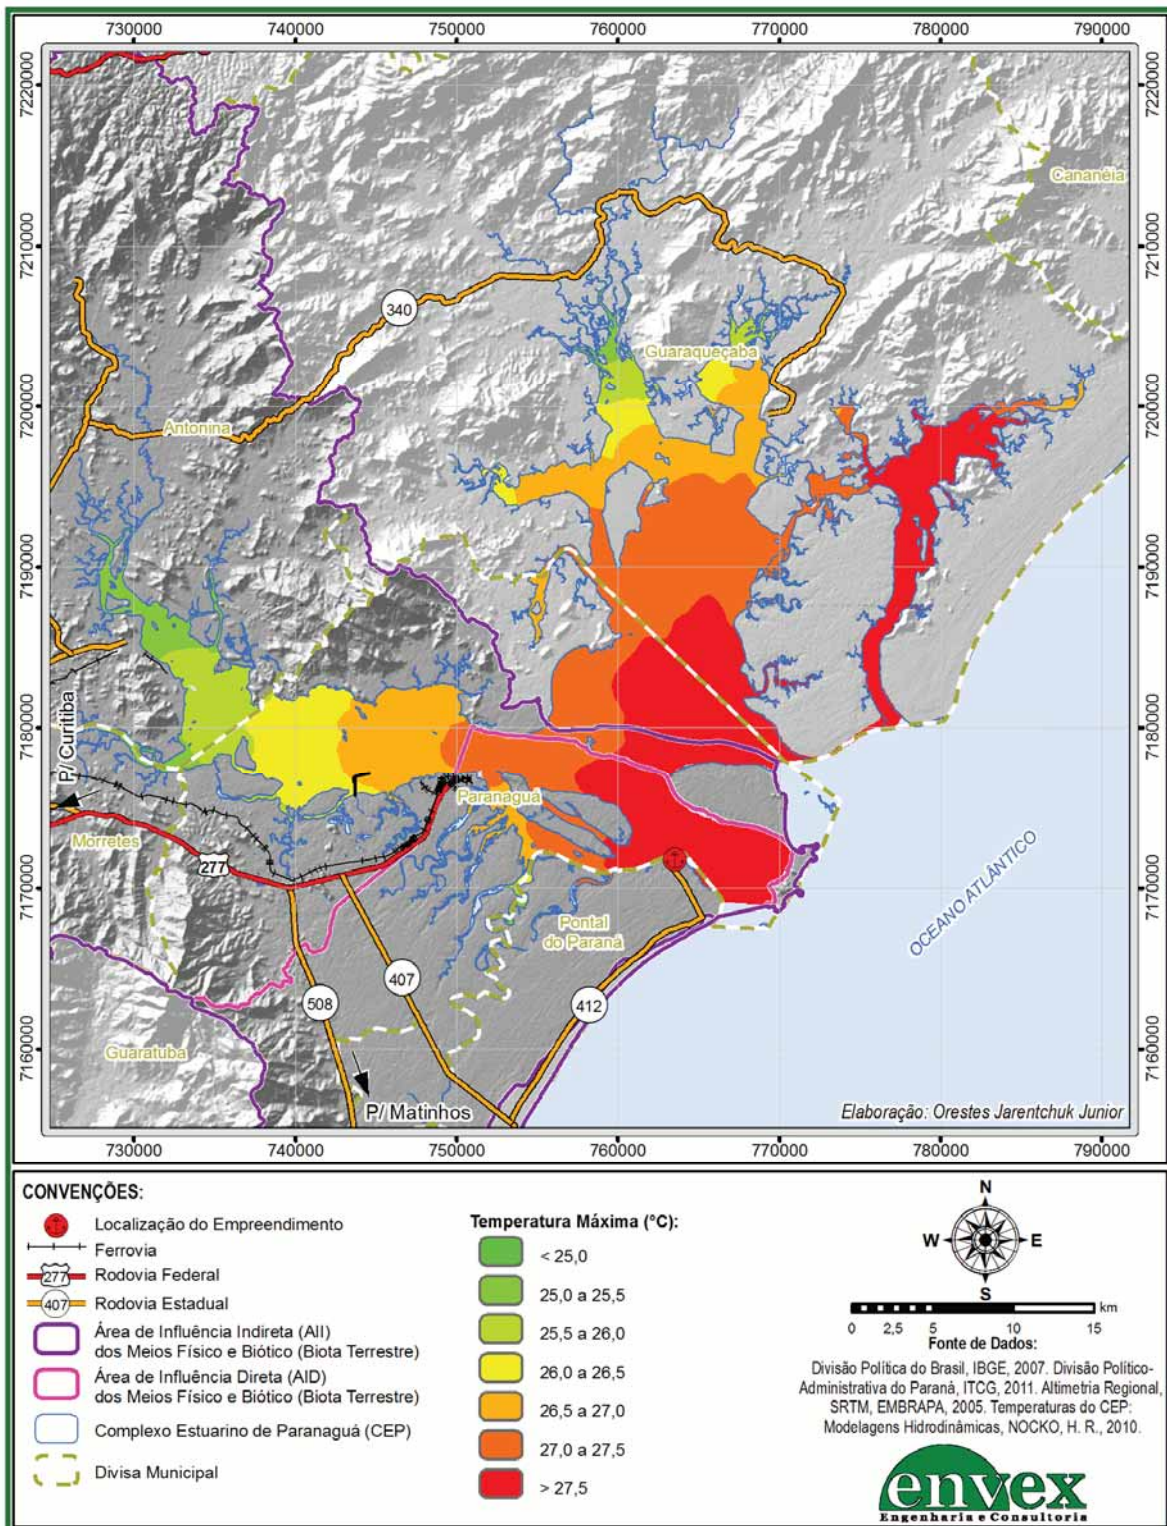 730000 740000 750000 760000 770000 780000 790000
7220000 7220000
Cananéia
7210000 7210000
340
Guaraqueçaba
7200000 7200000
Antonina
7190000 7190000
P/ Curitiba
7180000 7180000
Paranaguá
Morretes
277
OCEANO ATLÂNTICO
7170000 7170000
Pontal
do Paraná
407
508
412
7160000 7160000
Guaratuba
P/ Matinhos
Elaboração: Orestes Jarentchuk Junior
730000 740000 750000 760000 770000 780000 790000
CONVENÇÕES:
Localização do Empreendimento
Ferrovia
277 Rodovia Federal
407 Rodovia Estadual
Área de Influência Indireta (AII)
dos Meios Físico e Biótico (Biota Terrestre)
Área de Influência Direta (AID)
dos Meios Físico e Biótico (Biota Terrestre)
Complexo Estuarino de Paranaguá (CEP)
Divisa Municipal
Temperatura Máxima (°C):
< 25,0
25,0 a 25,5
25,5 a 26,0
26,0 a 26,5
26,5 a 27,0
27,0 a 27,5
> 27,5
N
W E
S
km
0 2,5 5 10 15
Fonte de Dados:
Divisão Política do Brasil, IBGE, 2007. Divisão Político-
Administrativa do Paraná, ITCG, 2011. Altimetria Regional,
SRTM, EMBRAPA, 2005. Temperaturas do CEP:
Modelagens Hidrodinâmicas, NOCKO, H. R., 2010.
envex
Engenharia e Consultoria